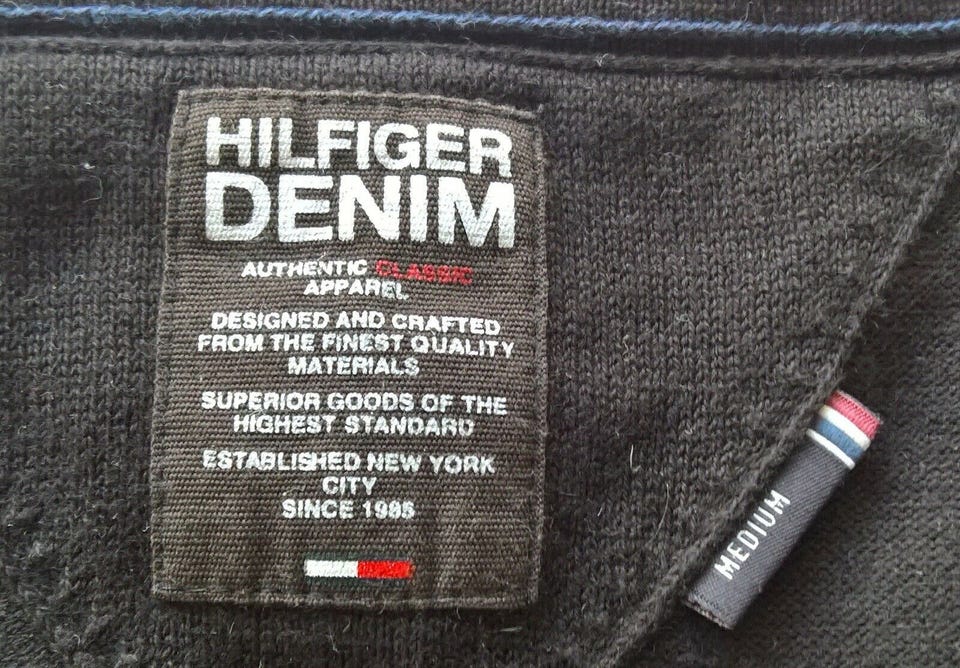 HILFIGER
DENIM
AUTHENTIC CLASSIC
APPAREL
DESIGNED AND CRAFTED
FROM THE FINEST QUALITY
MATERIALS
SUPERIOR GOODS OF THE
HIGHEST STANDARD
ESTABLISHED NEW YORK
CITY
SINCE 1985
MEDIUM